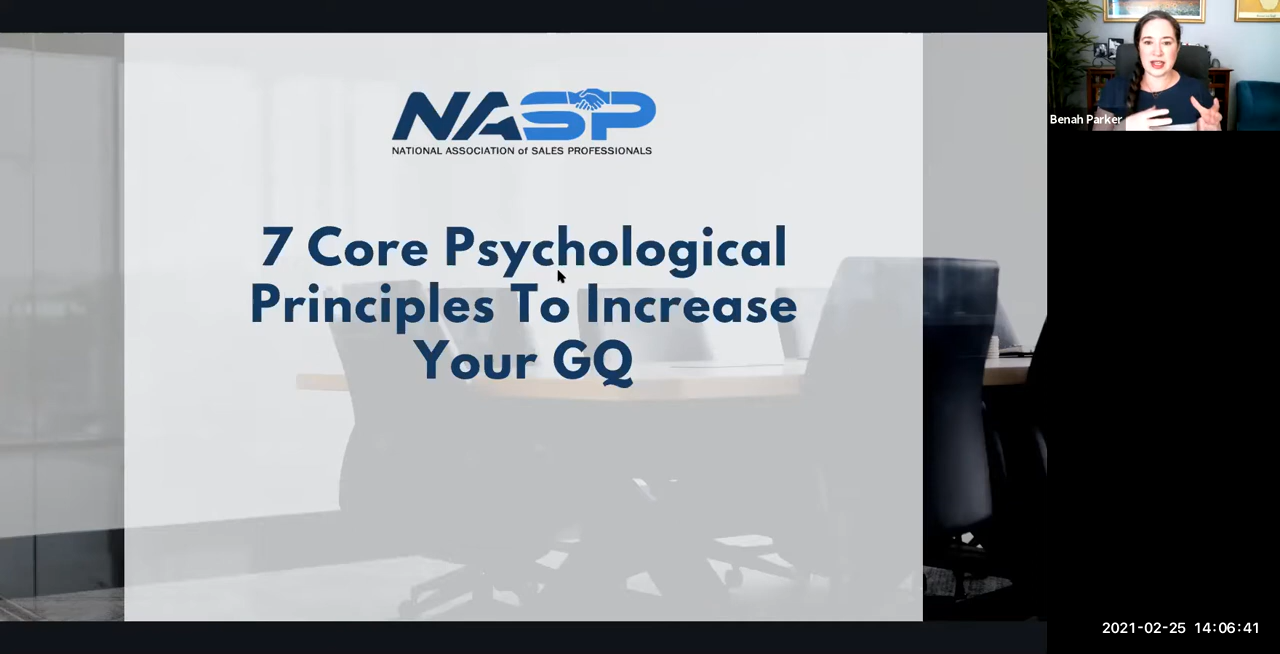 NASP
NATIONAL ASSOCIATION of SALES PROFESSIONALS
7 Core Psychological
Principles To Increase
Your GQ
Benah Parker
2021-02-25 14:06:41